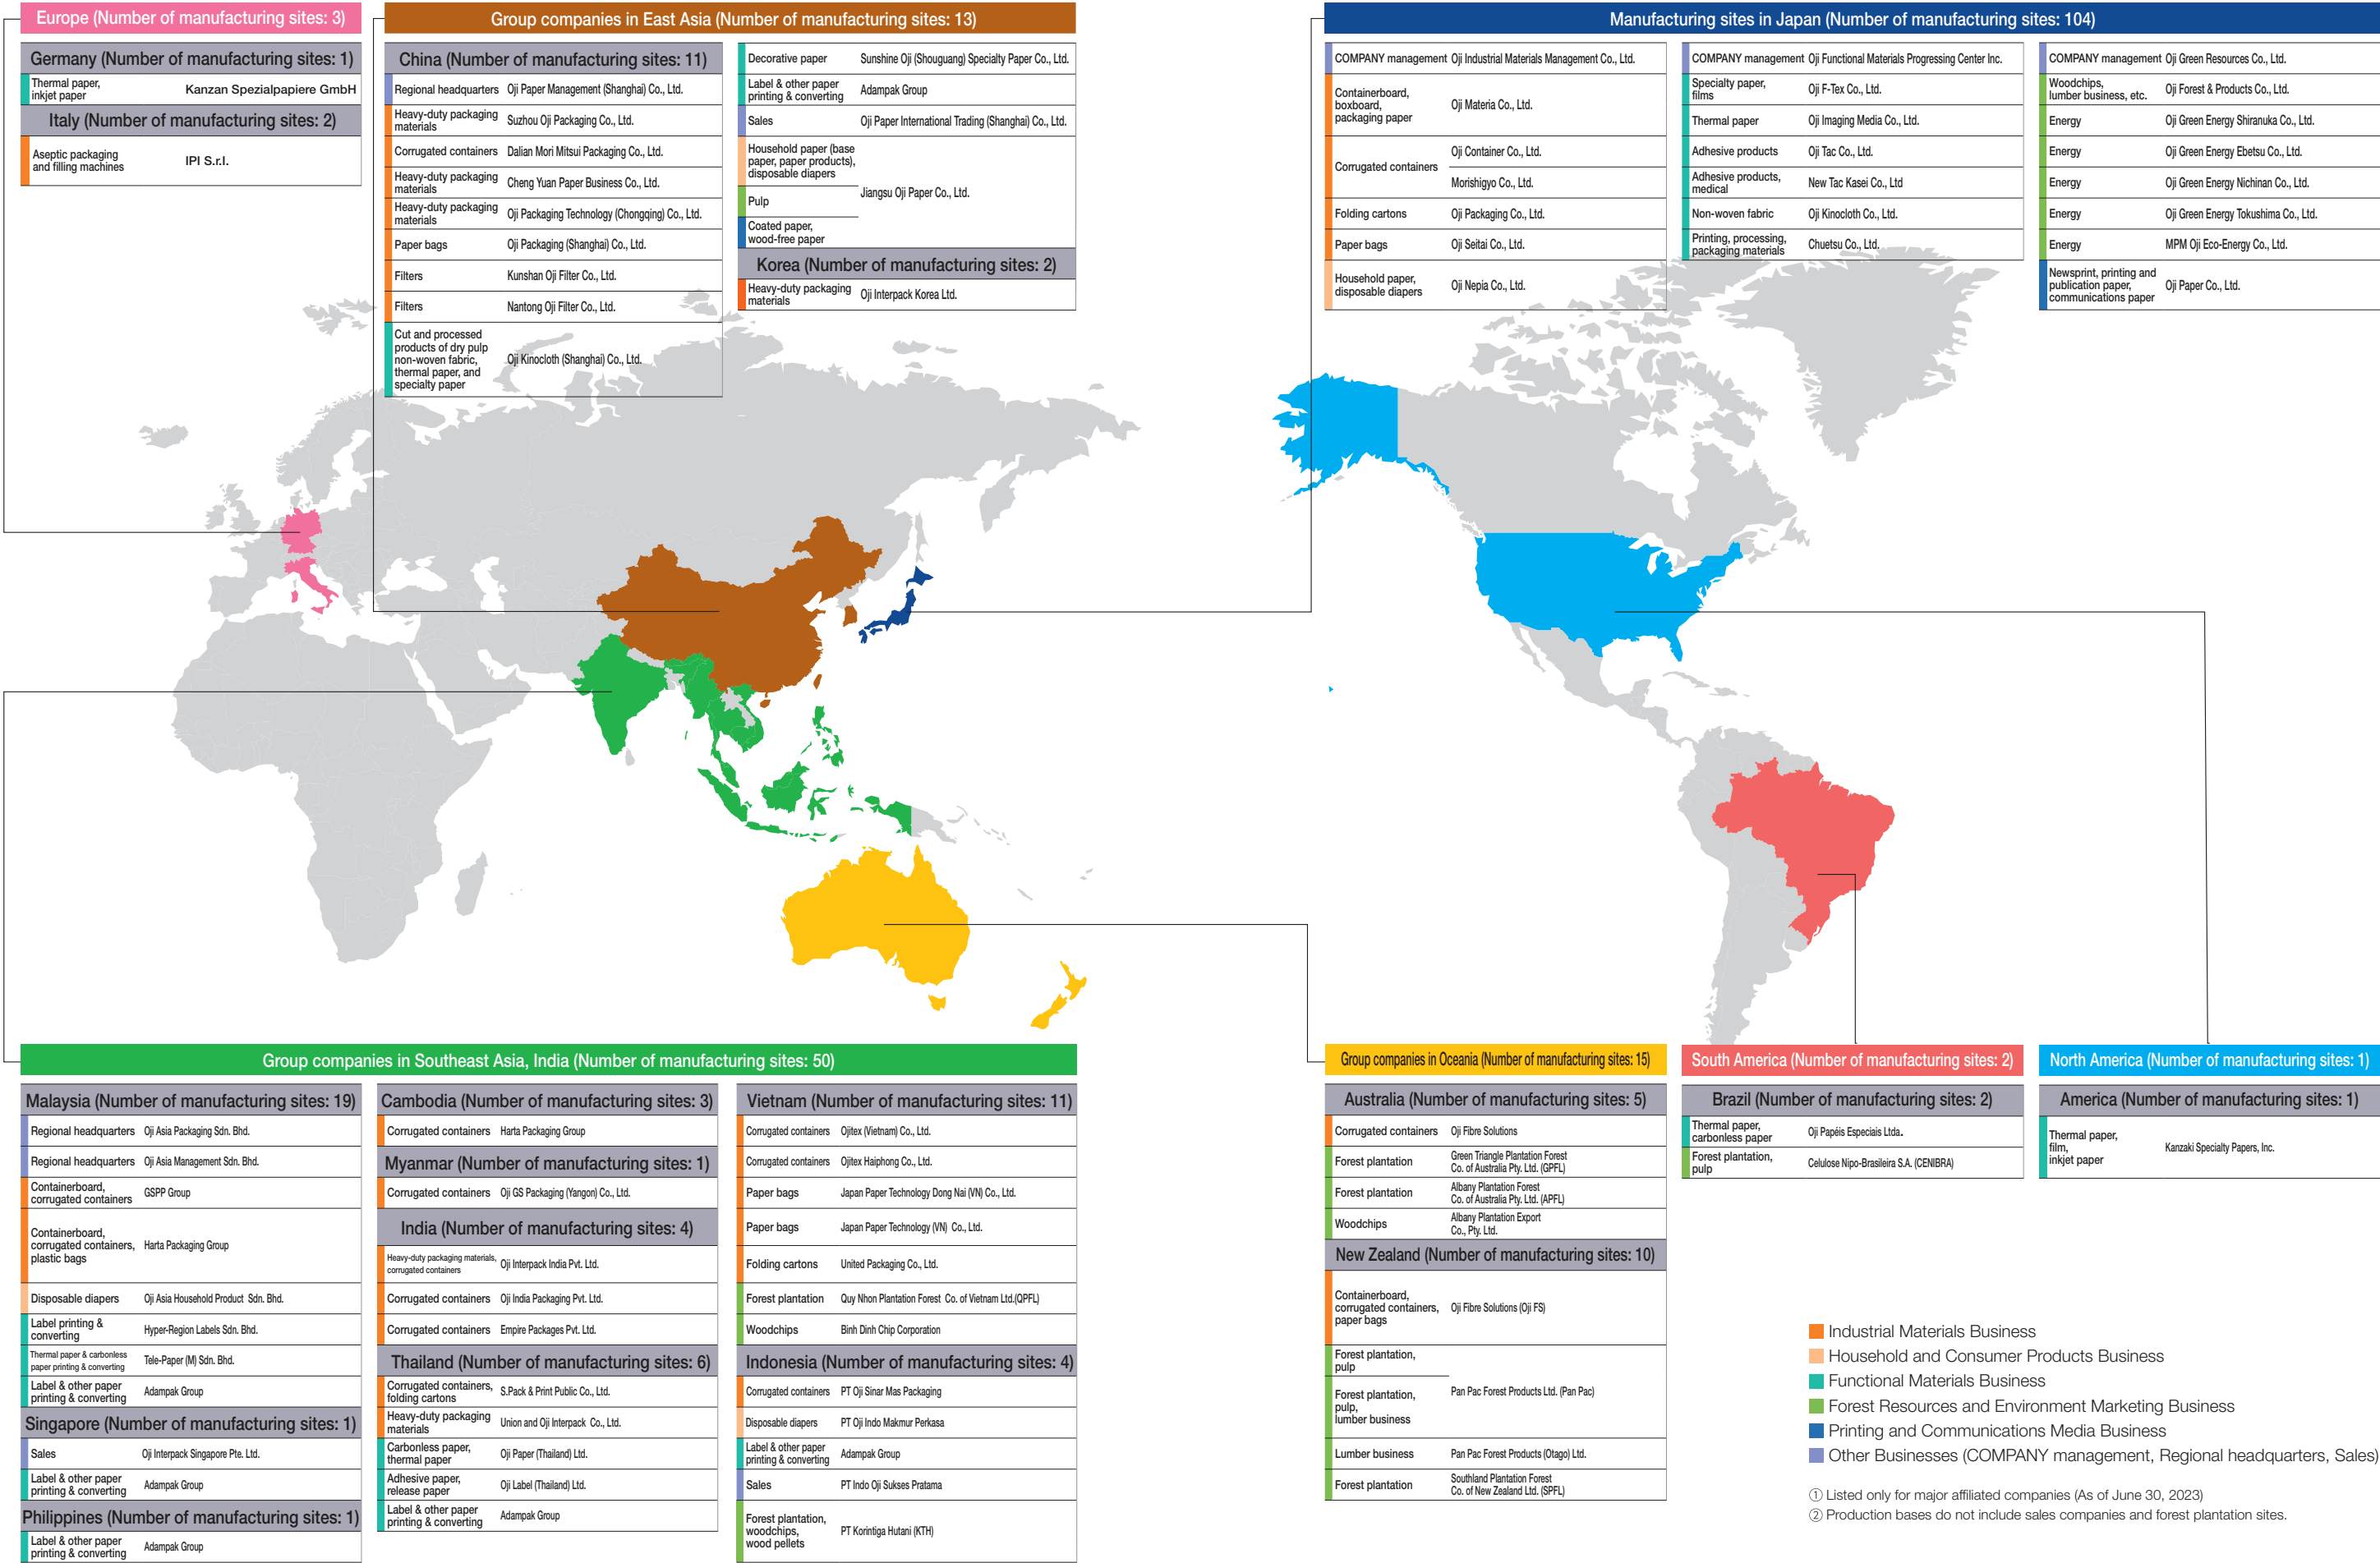 Europe (Number of manufacturing sites: 3)
Germany (Number of manufacturing sites: 1)
Thermal paper,
inkjet paper
Kanzan Spezialpapiere GmbH
Italy (Number of manufacturing sites: 2)
Aseptic packaging
and filling machines
IPI S.r.l.
Group companies in East Asia (Number of manufacturing sites: 13)
China (Number of manufacturing sites: 11)
Regional headquarters
Oji Paper Management (Shanghai) Co., Ltd.
Heavy-duty packaging
materials
Suzhou Oji Packaging Co., Ltd.
Corrugated containers
Dalian Mori Mitsui Packaging Co., Ltd.
Heavy-duty packaging
materials
Cheng Yuan Paper Business Co., Ltd.
Heavy-duty packaging
materials
Oji Packaging Technology (Chongqing) Co., Ltd.
Paper bags
Oji Packaging (Shanghai) Co., Ltd.
Filters
Kunshan Oji Filter Co., Ltd.
Filters
Nantong Oji Filter Co., Ltd.
Cut and processed
products of dry pulp
non-woven fabric,
thermal paper, and
specialty paper
Oji Kinocloth (Shanghai) Co., Ltd.
Decorative paper
Sunshine Oji (Shouguang) Specialty Paper Co., Ltd.
Label & other paper
printing & converting
Adampak Group
Sales
Oji Paper International Trading (Shanghai) Co., Ltd.
Household paper (base
paper, paper products),
disposable diapers
Pulp
Coated paper,
wood-free paper
Jiangsu Oji Paper Co., Ltd.
Korea (Number of manufacturing sites: 2)
Heavy-duty packaging
materials
Oji Interpack Korea Ltd.
Manufacturing sites in Japan (Number of manufacturing sites: 104)
COMPANY management
Oji Industrial Materials Management Co., Ltd.
Containerboard,
boxboard,
packaging paper
Oji Materia Co., Ltd.
Corrugated containers
Oji Container Co., Ltd.
Morishigyo Co., Ltd.
Folding cartons
Oji Packaging Co., Ltd.
Paper bags
Oji Seitai Co., Ltd.
Household paper,
disposable diapers
Oji Nepia Co., Ltd.
COMPANY management
Oji Functional Materials Progressing Center Inc.
Specialty paper,
films
Oji F-Tex Co., Ltd.
Thermal paper
Oji Imaging Media Co., Ltd.
Adhesive products
Oji Tac Co., Ltd.
Adhesive products,
medical
New Tac Kasei Co., Ltd
Non-woven fabric
Oji Kinocloth Co., Ltd.
Printing, processing,
packaging materials
Chuetsu Co., Ltd.
COMPANY management
Oji Green Resources Co., Ltd.
Woodchips,
lumber business, etc.
Oji Forest & Products Co., Ltd.
Energy
Oji Green Energy Shiranuka Co., Ltd.
Energy
Oji Green Energy Ebetsu Co., Ltd.
Energy
Oji Green Energy Nichinan Co., Ltd.
Energy
Oji Green Energy Tokushima Co., Ltd.
Energy
MPM Oji Eco-Energy Co., Ltd.
Newsprint, printing and
publication paper,
communications paper
Oji Paper Co., Ltd.
Group companies in Southeast Asia, India (Number of manufacturing sites: 50)
Malaysia (Number of manufacturing sites: 19)
Regional headquarters
Oji Asia Packaging Sdn. Bhd.
Regional headquarters
Oji Asia Management Sdn. Bhd.
Containerboard,
corrugated containers
GSPP Group
Containerboard,
corrugated containers,
plastic bags
Harta Packaging Group
Disposable diapers
Oji Asia Household Product Sdn. Bhd.
Label printing &
converting
Hyper-Region Labels Sdn. Bhd.
Thermal paper & carbonless
paper printing & converting
Tele-Paper (M) Sdn. Bhd.
Label & other paper
printing & converting
Adampak Group
Singapore (Number of manufacturing sites: 1)
Sales
Oji Interpack Singapore Pte. Ltd.
Label & other paper
printing & converting
Adampak Group
Philippines (Number of manufacturing sites: 1)
Label & other paper
printing & converting
Adampak Group
Cambodia (Number of manufacturing sites: 3)
Corrugated containers
Harta Packaging Group
Myanmar (Number of manufacturing sites: 1)
Corrugated containers
Oji GS Packaging (Yangon) Co., Ltd.
India (Number of manufacturing sites: 4)
Heavy-duty packaging materials,
corrugated containers
Oji Interpack India Pvt. Ltd.
Corrugated containers
Oji India Packaging Pvt. Ltd.
Corrugated containers
Empire Packages Pvt. Ltd.
Thailand (Number of manufacturing sites: 6)
Corrugated containers,
folding cartons
S.Pack & Print Public Co., Ltd.
Heavy-duty packaging
materials
Union and Oji Interpack Co., Ltd.
Carbonless paper,
thermal paper
Oji Paper (Thailand) Ltd.
Adhesive paper,
release paper
Oji Label (Thailand) Ltd.
Label & other paper
printing & converting
Adampak Group
Vietnam (Number of manufacturing sites: 11)
Corrugated containers
Ojitex (Vietnam) Co., Ltd.
Corrugated containers
Ojitex Haiphong Co., Ltd.
Paper bags
Japan Paper Technology Dong Nai (VN) Co., Ltd.
Paper bags
Japan Paper Technology (VN) Co., Ltd.
Folding cartons
United Packaging Co., Ltd.
Forest plantation
Quy Nhon Plantation Forest Co. of Vietnam Ltd.(QPFL)
Woodchips
Binh Dinh Chip Corporation
Indonesia (Number of manufacturing sites: 4)
Corrugated containers
PT Oji Sinar Mas Packaging
Disposable diapers
PT Oji Indo Makmur Perkasa
Label & other paper
printing & converting
Adampak Group
Sales
PT Indo Oji Sukses Pratama
Forest plantation,
woodchips,
wood pellets
PT Korintiga Hutani (KTH)
Group companies in Oceania (Number of manufacturing sites: 15)
Australia (Number of manufacturing sites: 5)
Corrugated containers
Oji Fibre Solutions
Forest plantation
Green Triangle Plantation Forest
Co. of Australia Pty. Ltd. (GPFL)
Forest plantation
Albany Plantation Forest
Co. of Australia Pty. Ltd. (APFL)
Woodchips
Albany Plantation Export
Co., Pty. Ltd.
New Zealand (Number of manufacturing sites: 10)
Containerboard,
corrugated containers,
paper bags
Oji Fibre Solutions (Oji FS)
Forest plantation,
pulp
Forest plantation,
pulp,
lumber business
Pan Pac Forest Products Ltd. (Pan Pac)
Lumber business
Pan Pac Forest Products (Otago) Ltd.
Forest plantation
Southland Plantation Forest
Co. of New Zealand Ltd. (SPFL)
South America (Number of manufacturing sites: 2)
Brazil (Number of manufacturing sites: 2)
Thermal paper,
carbonless paper
Oji Papéis Especiais Ltda.
Forest plantation,
pulp
Celulose Nipo-Brasileira S.A. (CENIBRA)
North America (Number of manufacturing sites: 1)
America (Number of manufacturing sites: 1)
Thermal paper,
film,
inkjet paper
Kanzaki Specialty Papers, Inc.
Industrial Materials Business
Household and Consumer Products Business
Functional Materials Business
Forest Resources and Environment Marketing Business
Printing and Communications Media Business
Other Businesses (COMPANY management, Regional headquarters, Sales)
① Listed only for major affiliated companies (As of June 30, 2023)
② Production bases do not include sales companies and forest plantation sites.